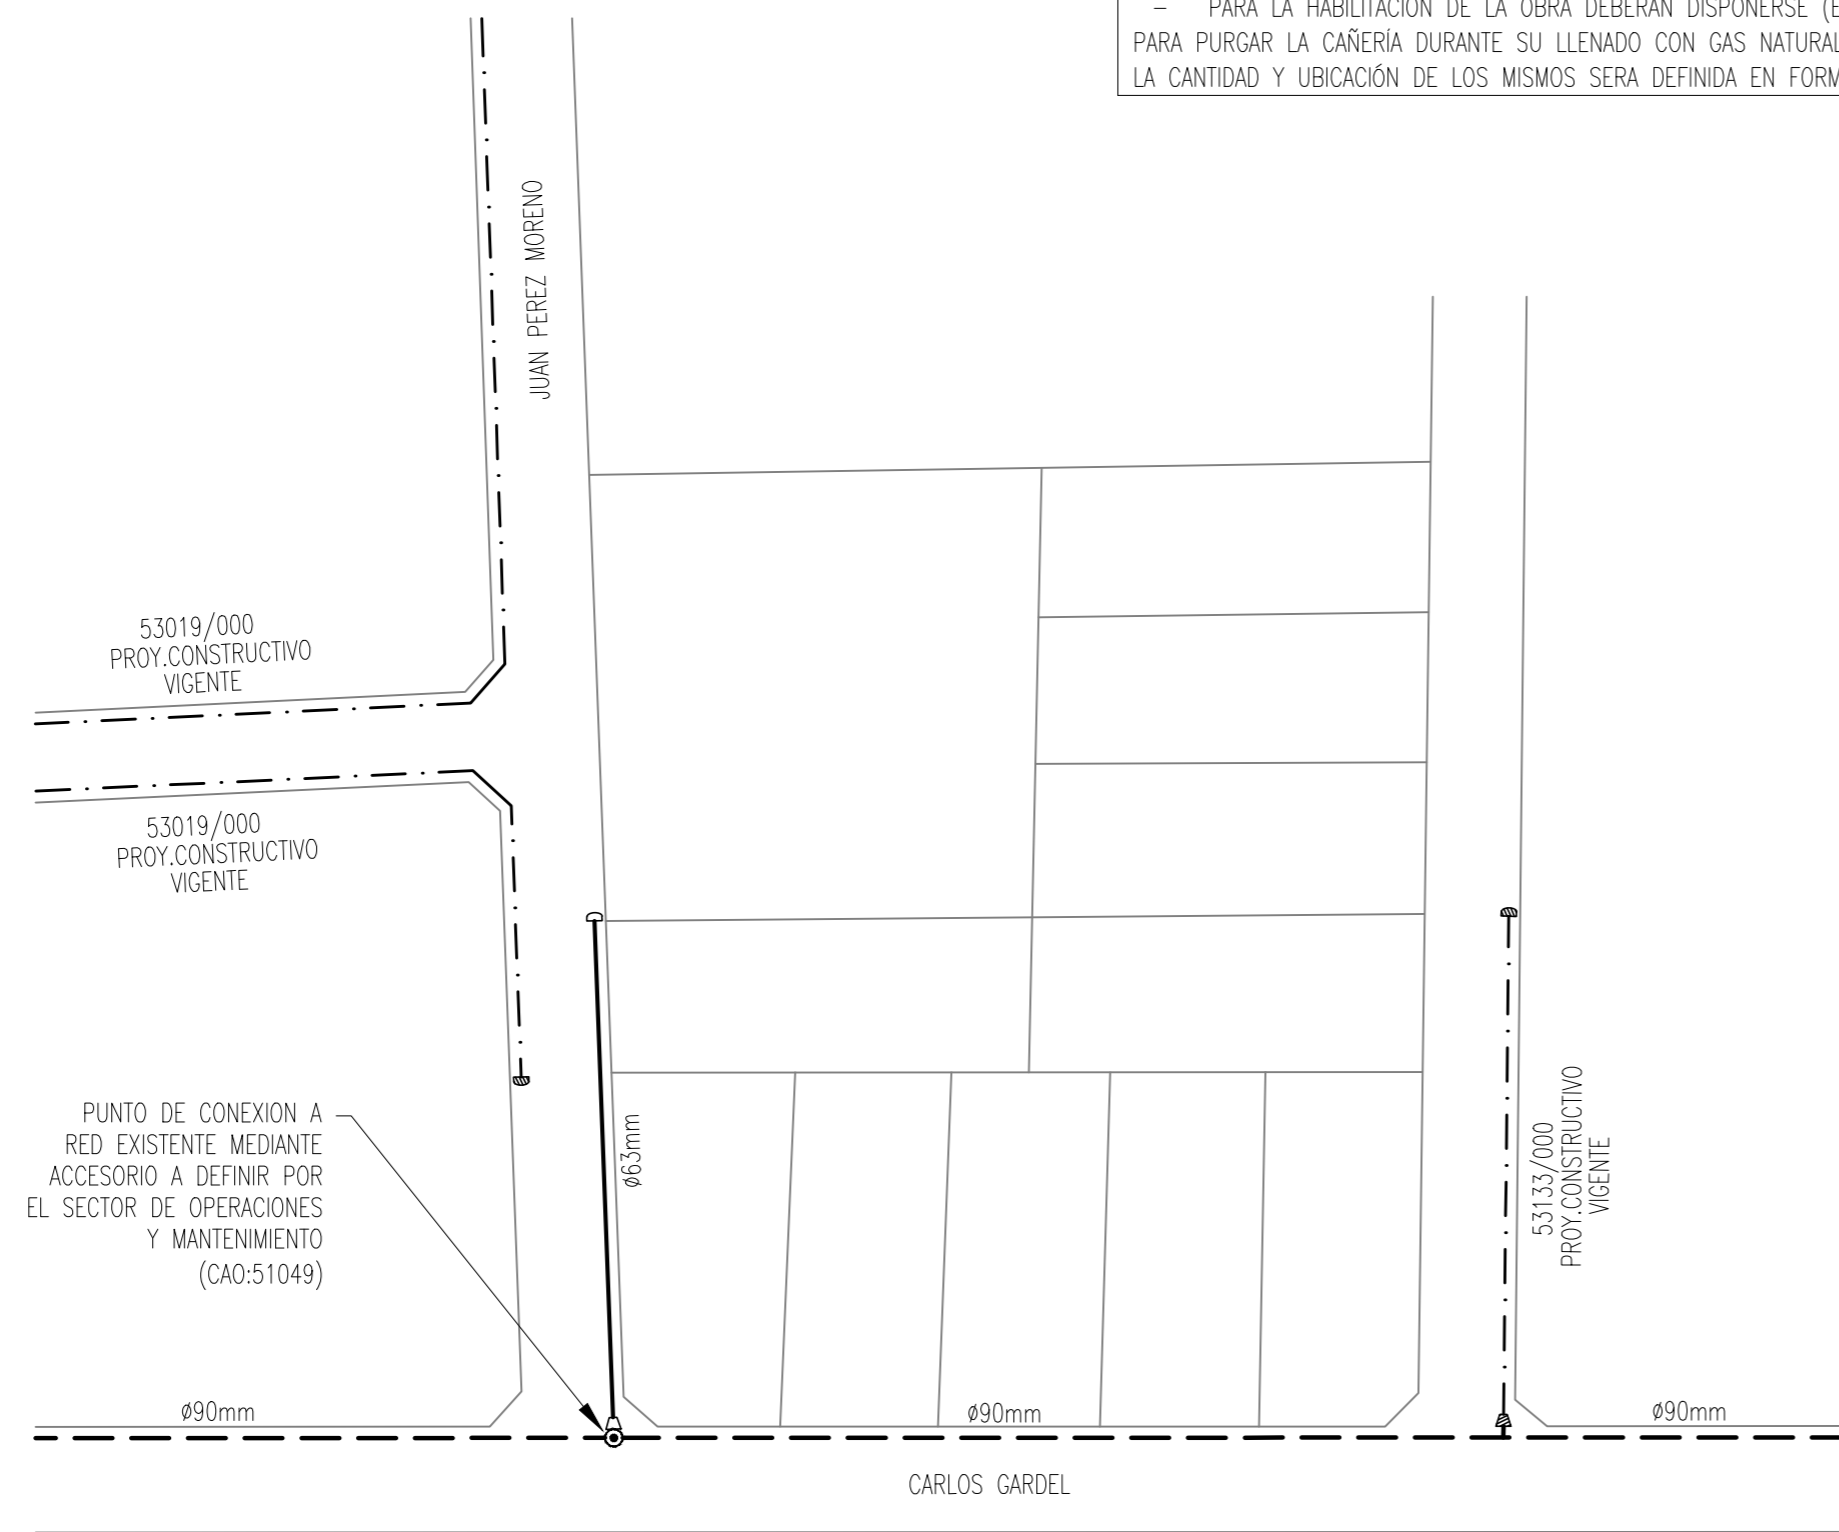 – PARA LA HABILITACIÓN DE LA OBRA DEBERÁN DISPONERSE
PARA PURGAR LA CAÑERÍA DURANTE SU LLENADO CON GAS NATURAL
LA CANTIDAD Y UBICACIÓN DE LOS MISMOS SERA DEFINIDA EN FORM
JUAN PEREZ MORENO
53019/000
PROY.CONSTRUCTIVO
VIGENTE
53019/000
PROY.CONSTRUCTIVO
VIGENTE
PUNTO DE CONEXION A
RED EXISTENTE MEDIANTE
ACCESORIO A DEFINIR POR
EL SECTOR DE OPERACIONES
Y MANTENIMIENTO
(CAO:51049)
ø63mm
53133/000
PROY.CONSTRUCTIVO
VIGENTE
ø90mm
ø90mm
ø90mm
CARLOS GARDEL